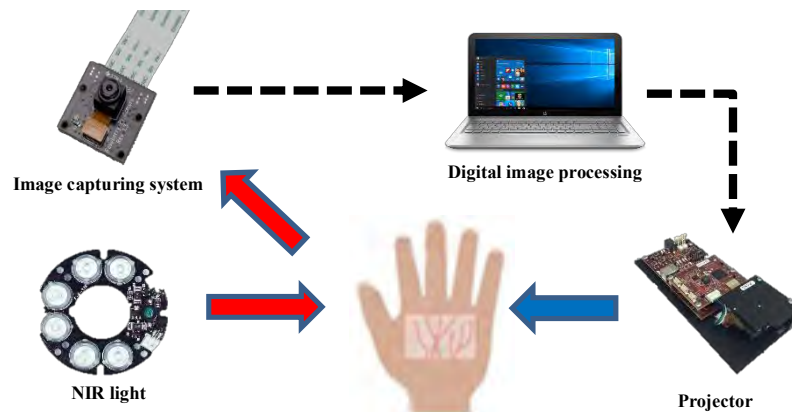 Image capturing system
Digital image processing
NIR light
Projector